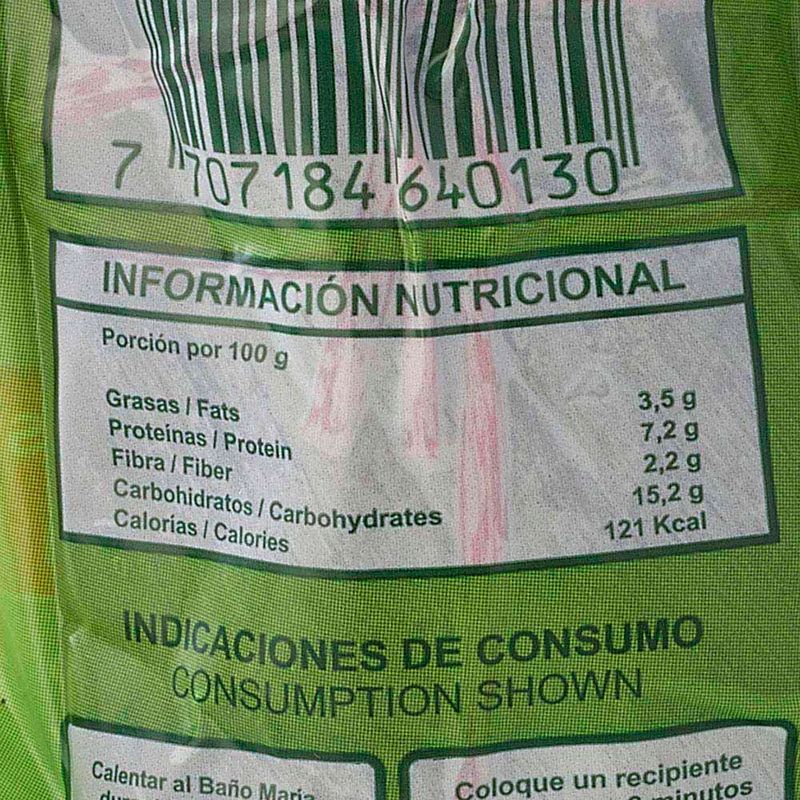 7 707184 640130
INFORMACIÓN NUTRICIONAL
Porción por 100 g
Grasas / Fats 3,5 g
Proteínas / Protein 7,2 g
Fibra / Fiber 2,2 g
Carbohidratos / Carbohydrates 15,2 g
Calorías / Calories 121 Kcal
INDICACIONES DE CONSUMO
CONSUMPTION SHOWN
Calentar al Baño Maria
Coloque un recipiente
minutos